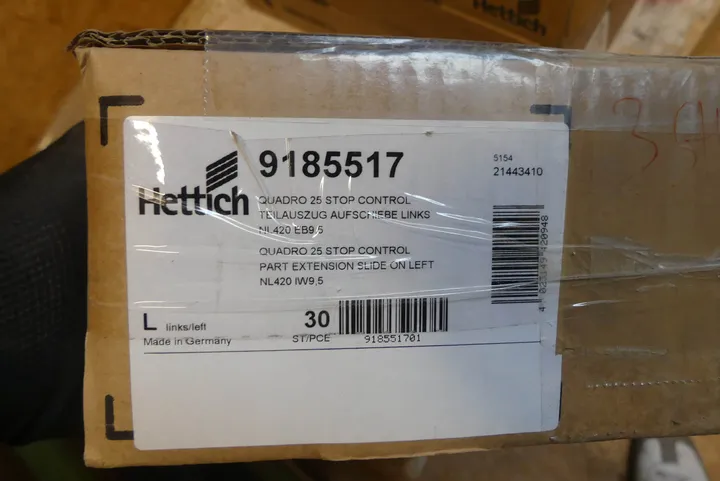 Hettich
Hettich
9185517
5154
21443410
QUADRO 25 STOP CONTROL
TEILAUSZUG AUFSCHIEBE LINKS
NL420 EB9,5
QUADRO 25 STOP CONTROL
PART EXTENSION SLIDE ON LEFT
NL420 IW9,5
L links/left
30
Made in Germany
ST/PCE
918551701